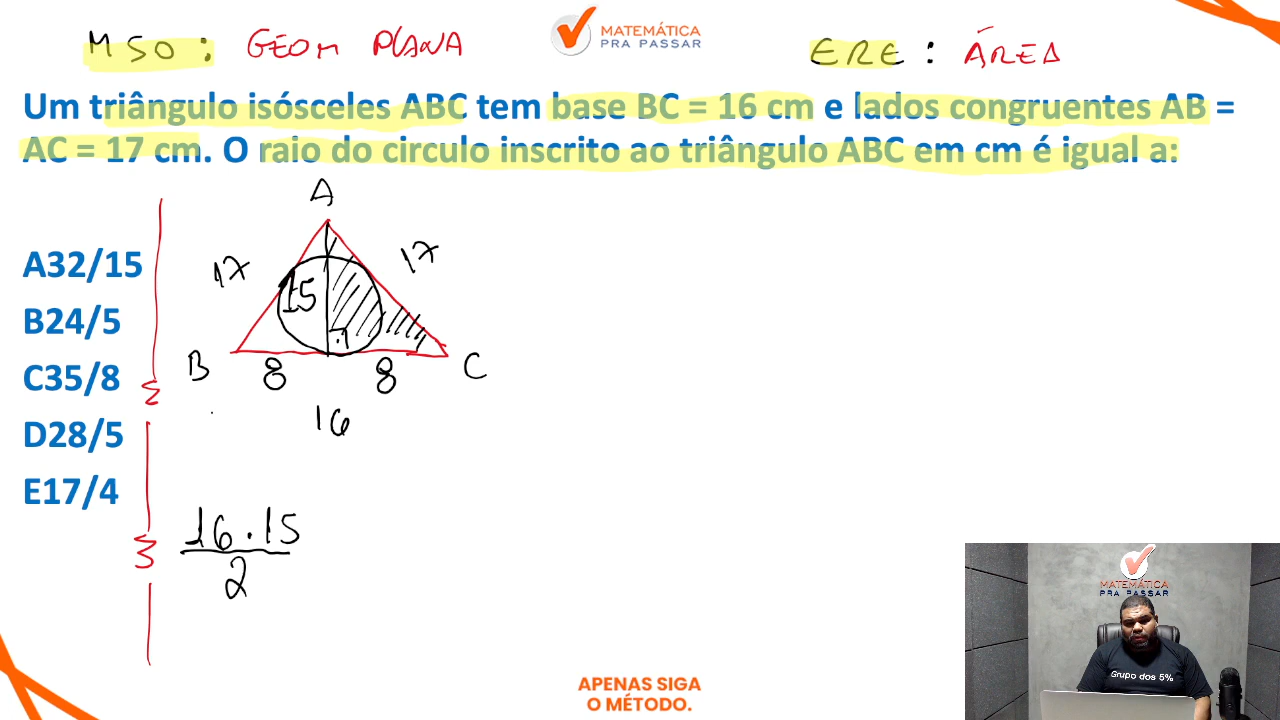 MATEMÁTICA
PRA PASSAR
MSO : GEOM PLANA
ERE : ÁREA
Um triângulo isósceles ABC tem base BC = 16 cm e lados congruentes AB =
AC = 17 cm. O raio do circulo inscrito ao triângulo ABC em cm é igual a:
A
17
17
A32/15
15
B24/5
B
8
8
C
C35/8
16
D28/5
E17/4
16.15
2
MATEMÁTICA
PRA PASSAR
Grupo dos 5%
APENAS SIGA
O MÉTODO.